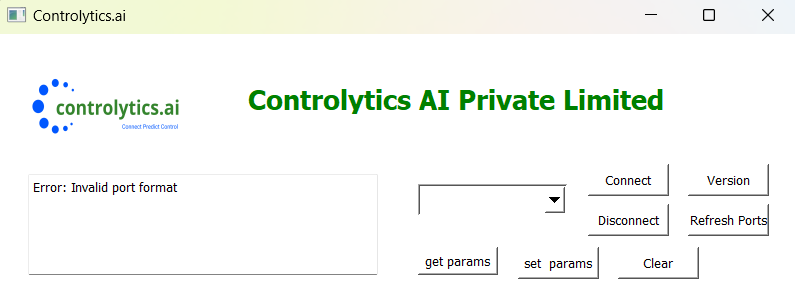 Controlytics.ai
controlytics.ai
Connect Predict Control
Controlytics AI Private Limited
Error: Invalid port format
Connect
Version
Disconnect
Refresh Ports
get params
set  params
Clear